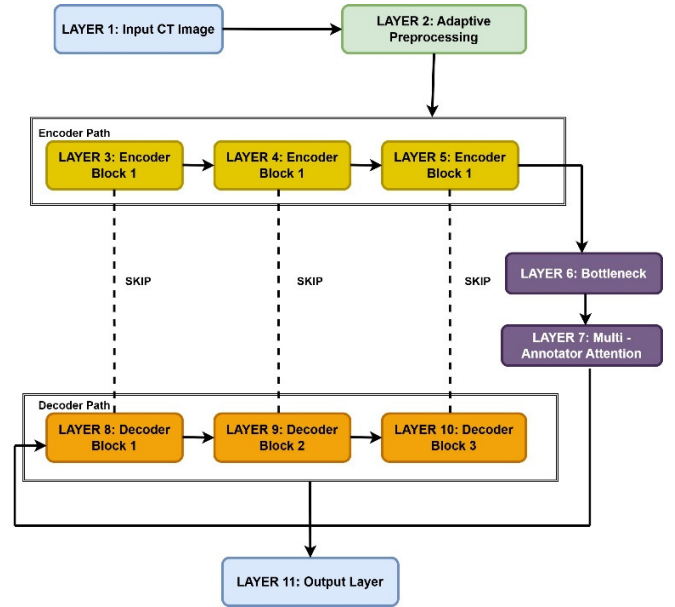 LAYER 1: Input CT Image
LAYER 2: Adaptive
Preprocessing
Encoder Path
LAYER 3: Encoder
Block 1
LAYER 4: Encoder
Block 1
LAYER 5: Encoder
Block 1
SKIP
SKIP
SKIP
LAYER 6: Bottleneck
LAYER 7: Multi -
Annotator Attention
Decoder Path
LAYER 8: Decoder
Block 1
LAYER 9: Decoder
Block 2
LAYER 10: Decoder
Block 3
LAYER 11: Output Layer